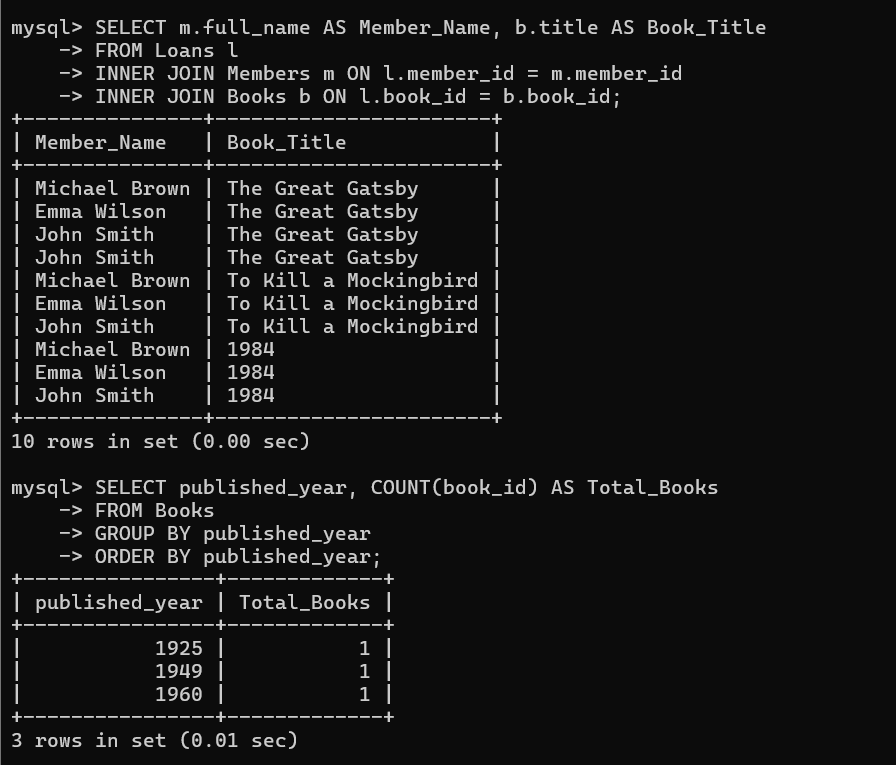 mysql> SELECT m.full_name AS Member_Name, b.title AS Book_Title
    -> FROM Loans l
    -> INNER JOIN Members m ON l.member_id = m.member_id
    -> INNER JOIN Books b ON l.book_id = b.book_id;
+---------------+-----------------------+
| Member_Name   | Book_Title            |
+---------------+-----------------------+
| Michael Brown | The Great Gatsby      |
| Emma Wilson   | The Great Gatsby      |
| John Smith    | The Great Gatsby      |
| John Smith    | The Great Gatsby      |
| Michael Brown | To Kill a Mockingbird |
| Emma Wilson   | To Kill a Mockingbird |
| John Smith    | To Kill a Mockingbird |
| Michael Brown | 1984                  |
| Emma Wilson   | 1984                  |
| John Smith    | 1984                  |
+---------------+-----------------------+
10 rows in set (0.00 sec)

mysql> SELECT published_year, COUNT(book_id) AS Total_Books
    -> FROM Books
    -> GROUP BY published_year
    -> ORDER BY published_year;
+----------------+-------------+
| published_year | Total_Books |
+----------------+-------------+
|           1925 |           1 |
|           1949 |           1 |
|           1960 |           1 |
+----------------+-------------+
3 rows in set (0.01 sec)